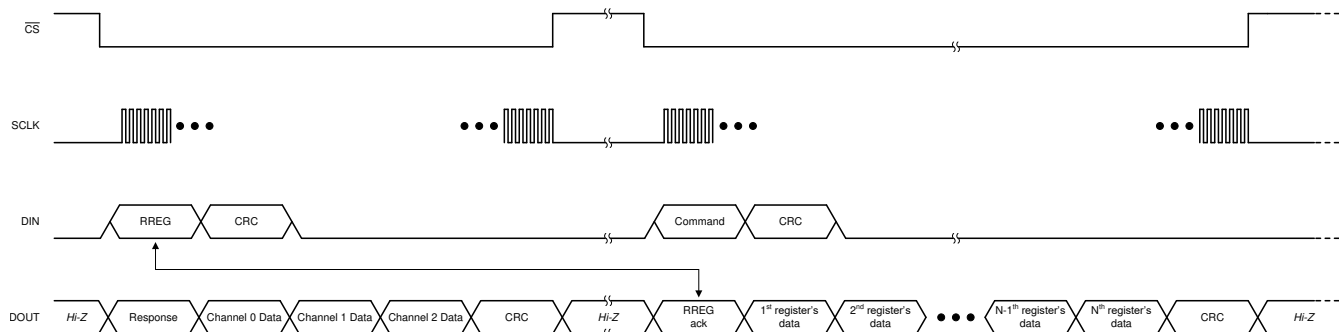 CS
SCLK
DIN
RREG
CRC
Command
CRC
DOUT
Hi-Z
Response
Channel 0 Data
Channel 1 Data
Channel 2 Data
CRC
Hi-Z
RREG
ack
1st register's
data
2nd register's
data
N-1th register's
data
Nth register's
data
CRC
Hi-Z